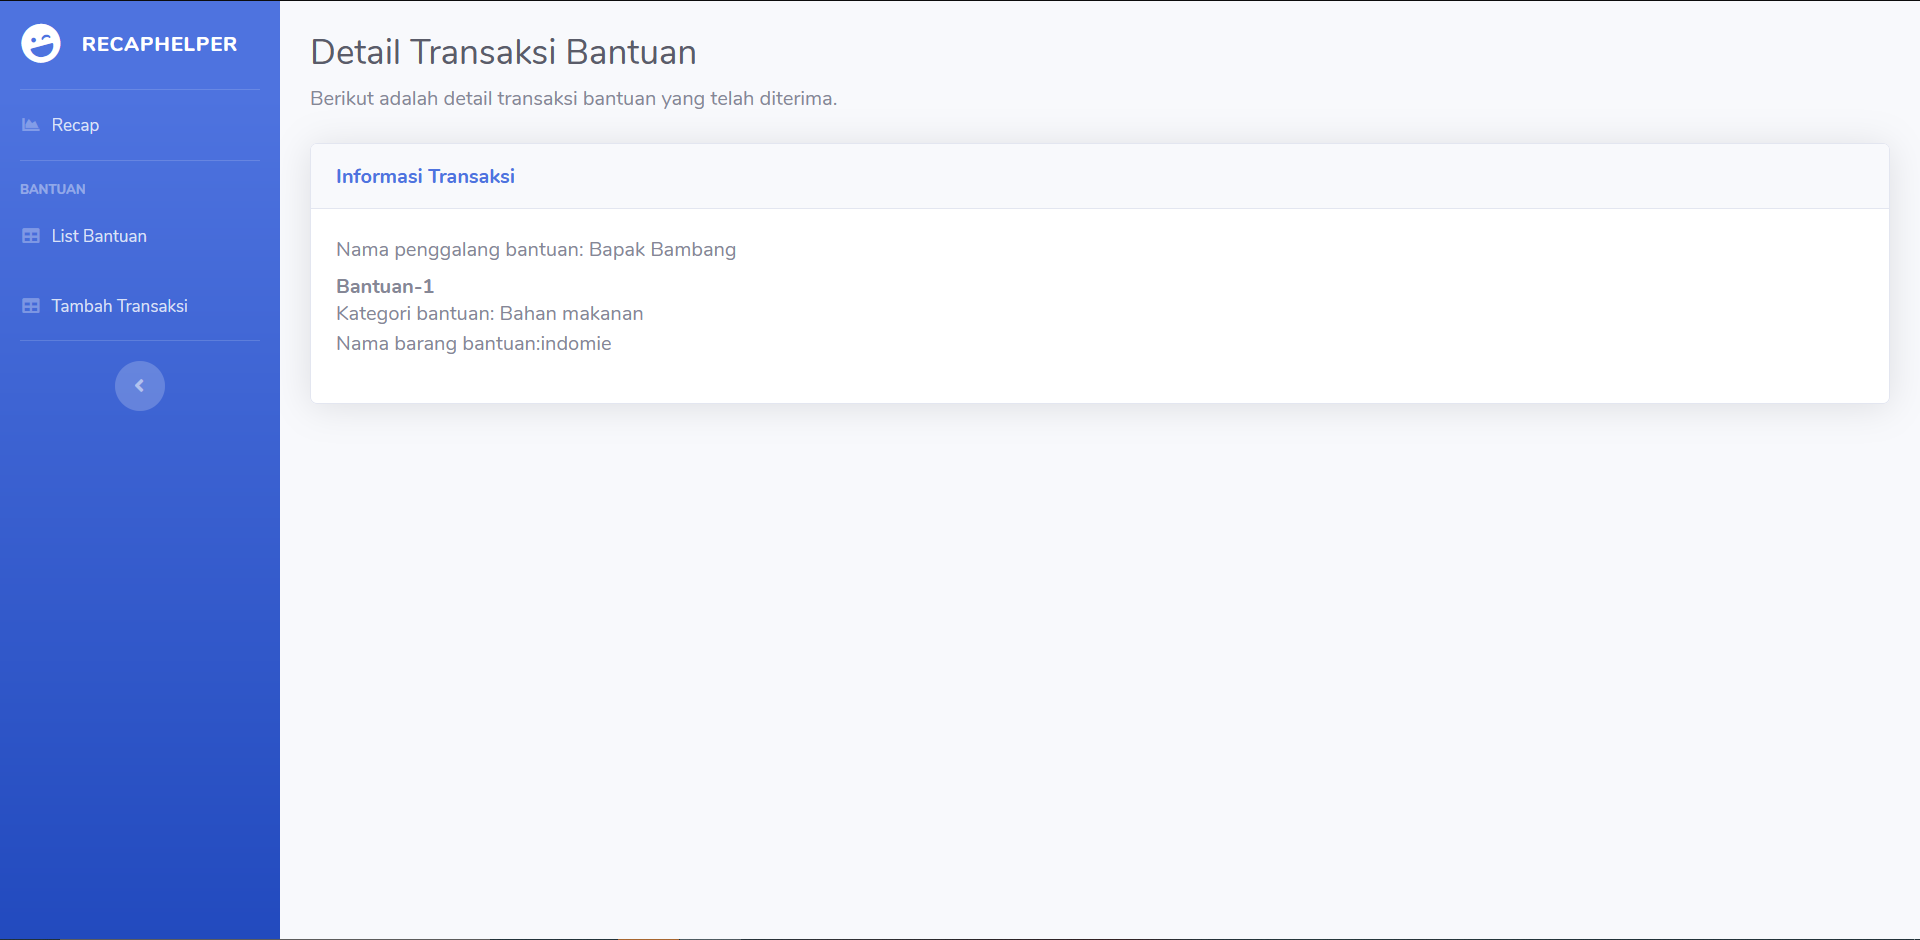 RECAPHELPER
Recap
BANTUAN
List Bantuan
Tambah Transaksi
Detail Transaksi Bantuan
Berikut adalah detail transaksi bantuan yang telah diterima.
Informasi Transaksi
Nama penggalang bantuan: Bapak Bambang
Bantuan-1
Kategori bantuan: Bahan makanan
Nama barang bantuan:indomie